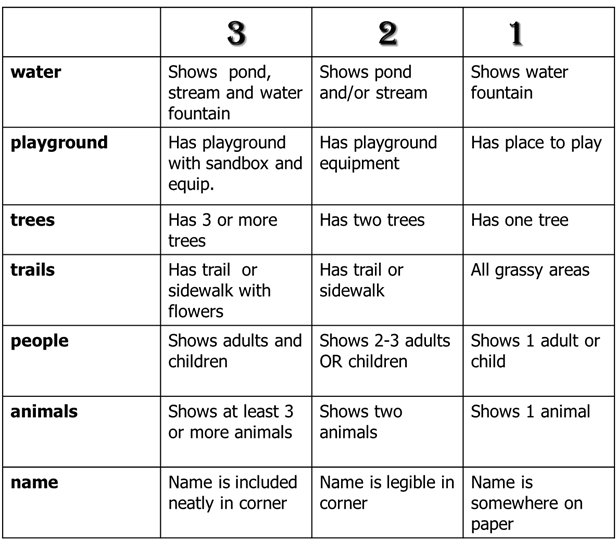 3 2 1
water
Shows pond,
stream and water
fountain
Shows pond
and/or stream
Shows water
fountain
playground
Has playground
with sandbox and
equip.
Has playground
equipment
Has place to play
trees
Has 3 or more
trees
Has two trees
Has one tree
trails
Has trail or
sidewalk with
flowers
Has trail or
sidewalk
All grassy areas
people
Shows adults and
children
Shows 2-3 adults
OR children
Shows 1 adult or
child
animals
Shows at least 3
or more animals
Shows two
animals
Shows 1 animal
name
Name is included
neatly in corner
Name is legible in
corner
Name is
somewhere on
paper